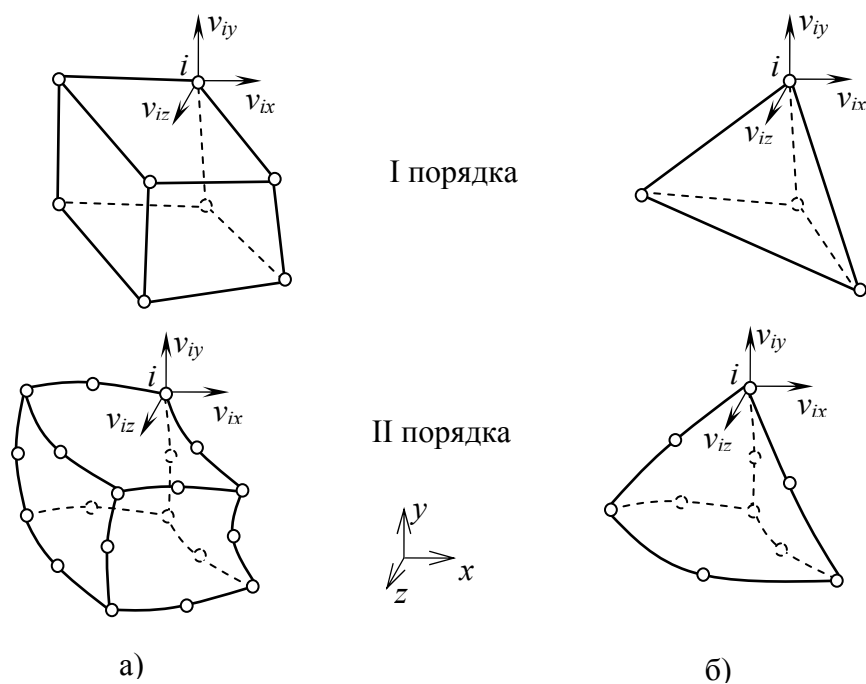 v_iy
v_iy
i
i
v_ix
v_ix
v_iz
v_iz
I порядка
v_iy
v_iy
i
i
v_ix
v_ix
v_iz
v_iz
II порядка
y
x
z
а)
б)